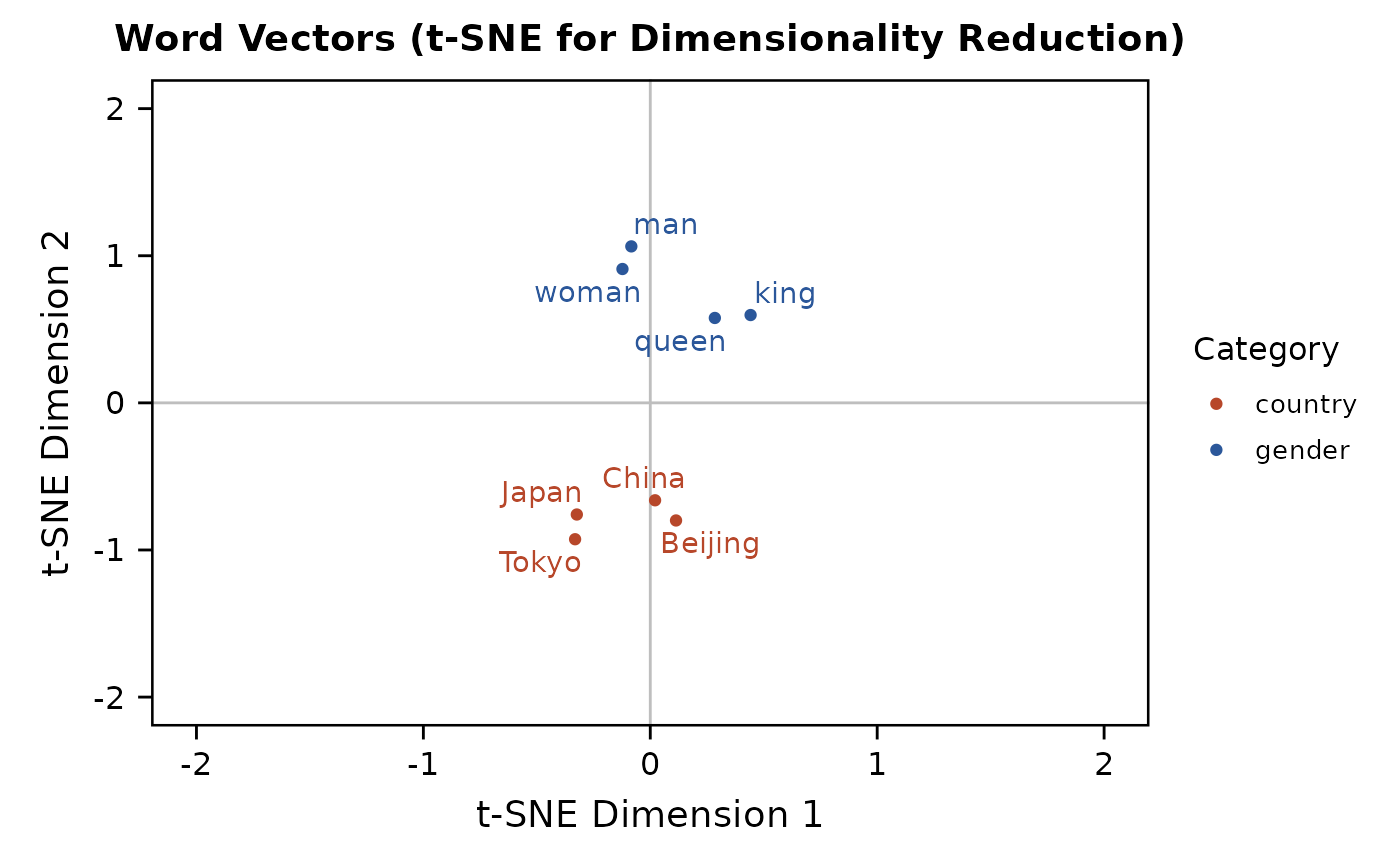 Word Vectors (t-SNE for Dimensionality Reduction)
t-SNE Dimension 2
2
1
0
-1
-2
man
woman
king
queen
China
Japan
Beijing
Tokyo
-2
-1
0
1
2
t-SNE Dimension 1
Category
country
gender